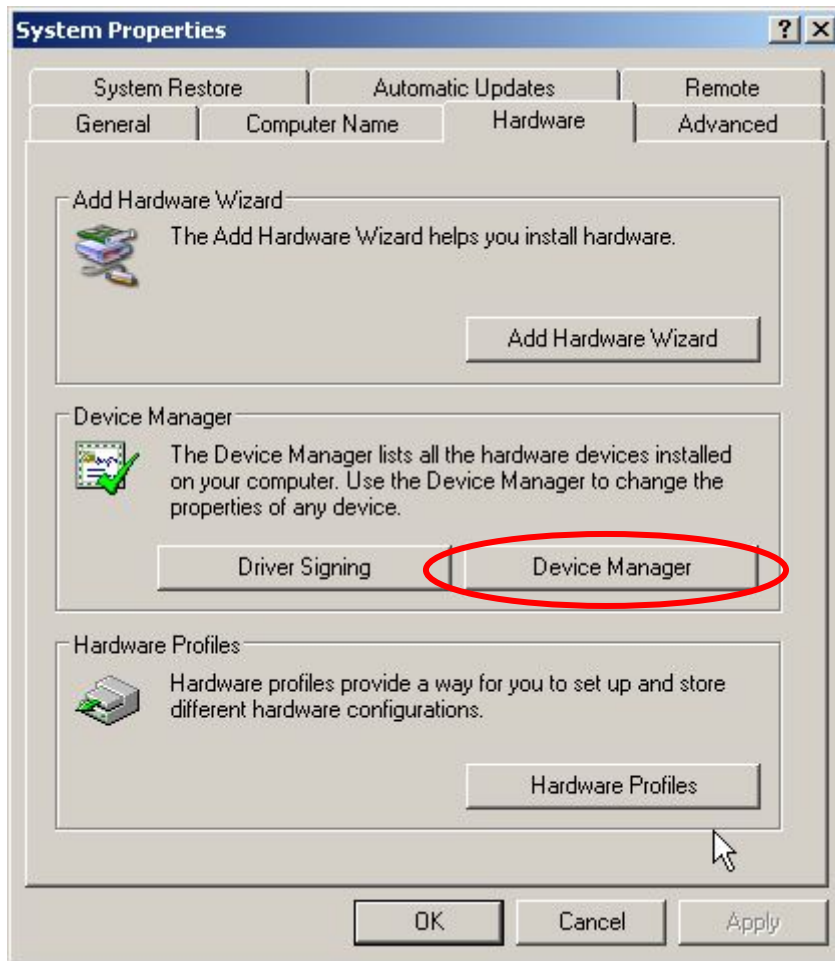 System Properties
System Restore
Automatic Updates
Remote
General
Computer Name
Hardware
Advanced
Add Hardware Wizard
The Add Hardware Wizard helps you install hardware.
Add Hardware Wizard
Device Manager
The Device Manager lists all the hardware devices installed
on your computer. Use the Device Manager to change the
properties of any device.
Driver Signing
Device Manager
Hardware Profiles
Hardware profiles provide a way for you to set up and store
different hardware configurations.
Hardware Profiles
OK
Cancel
Apply